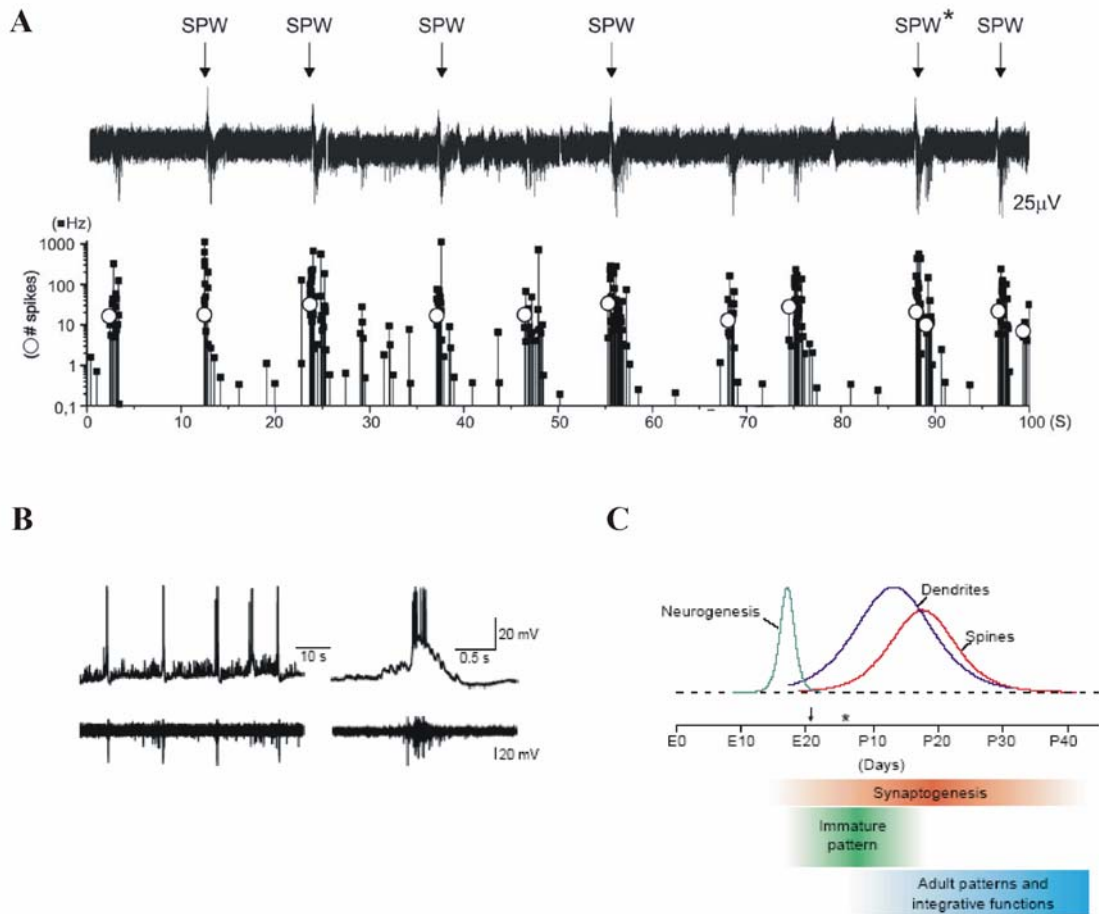 A
SPW SPW SPW SPW SPW* SPW
25µV
(■Hz)
(○# spikes)
1000
100
10
1
0,1
0 10 20 30 40 50 60 70 80 90 100 (S)
B
20 mV
10 s 0.5 s
20 mV
C
Dendrites
Neurogenesis
Spines
*
E0 E10 E20 P10 P20 P30 P40
(Days)
Synaptogenesis
Immature
pattern
Adult patterns and
integrative functions